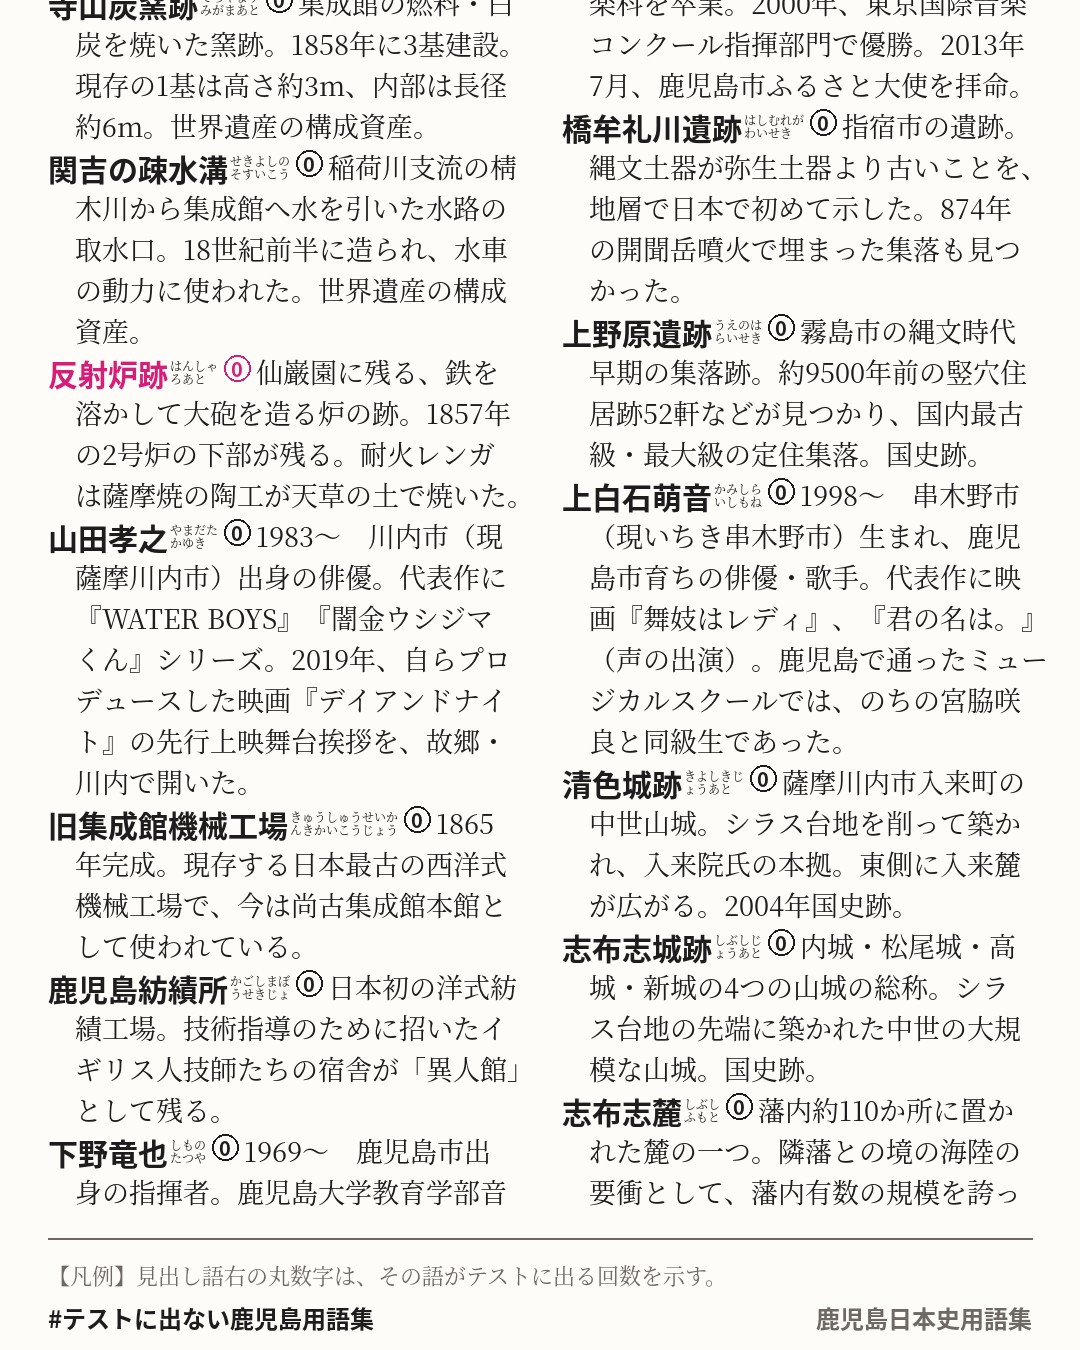 寺山炭窯跡 みがまあと 0 集成館の燃料・白
炭を焼いた窯跡。1858年に3基建設。
現存の1基は高さ約3m、内部は長径
約6m。世界遺産の構成資産。
関吉の疎水溝 せきよしの そすいこう 0 稲荷川支流の棈
木川から集成館へ水を引いた水路の
取水口。18世紀前半に造られ、水車
の動力に使われた。世界遺産の構成
資産。
反射炉跡 はんしゃ ろあと 0 仙巌園に残る、鉄を
溶かして大砲を造る炉の跡。1857年
の2号炉の下部が残る。耐火レンガ
は薩摩焼の陶工が天草の土で焼いた。
山田孝之 やまだた かゆき 0 1983〜　川内市（現
薩摩川内市）出身の俳優。代表作に
『WATER BOYS』『闇金ウシジマ
くん』シリーズ。2019年、自らプロ
デュースした映画『デイアンドナイ
ト』の先行上映舞台挨拶を、故郷・
川内で開いた。
旧集成館機械工場 きゅうしゅうせいか んきかいこうじょう 0 1865
年完成。現存する日本最古の西洋式
機械工場で、今は尚古集成館本館と
して使われている。
鹿児島紡績所 かごしまぼ うせきじょ 0 日本初の洋式紡
績工場。技術指導のために招いたイ
ギリス人技師たちの宿舎が「異人館」
として残る。
下野竜也 しもの たつや 0 1969〜　鹿児島市出
身の指揮者。鹿児島大学教育学部音
楽科を卒業。2000年、東京国際音楽
コンクール指揮部門で優勝。2013年
7月、鹿児島市ふるさと大使を拝命。
橋牟礼川遺跡 はしむれが わいせき 0 指宿市の遺跡。
縄文土器が弥生土器より古いことを、
地層で日本で初めて示した。874年
の開聞岳噴火で埋まった集落も見つ
かった。
上野原遺跡 うえのは らいせき 0 霧島市の縄文時代
早期の集落跡。約9500年前の竪穴住
居跡52軒などが見つかり、国内最古
級・最大級の定住集落。国史跡。
上白石萌音 かみしら いしもね 0 1998〜　串木野市
（現いちき串木野市）生まれ、鹿児
島市育ちの俳優・歌手。代表作に映
画『舞妓はレディ』、『君の名は。』
（声の出演）。鹿児島で通ったミュー
ジカルスクールでは、のちの宮脇咲
良と同級生であった。
清色城跡 きよしきじ ょうあと 0 薩摩川内市入来町の
中世山城。シラス台地を削って築か
れ、入来院氏の本拠。東側に入来麓
が広がる。2004年国史跡。
志布志城跡 しぶしじ ょうあと 0 内城・松尾城・高
城・新城の4つの山城の総称。シラ
ス台地の先端に築かれた中世の大規
模な山城。国史跡。
志布志麓 しぶし ふもと 0 藩内約110か所に置か
れた麓の一つ。隣藩との境の海陸の
要衝として、藩内有数の規模を誇っ
【凡例】見出し語右の丸数字は、その語がテストに出る回数を示す。
#テストに出ない鹿児島用語集
鹿児島日本史用語集